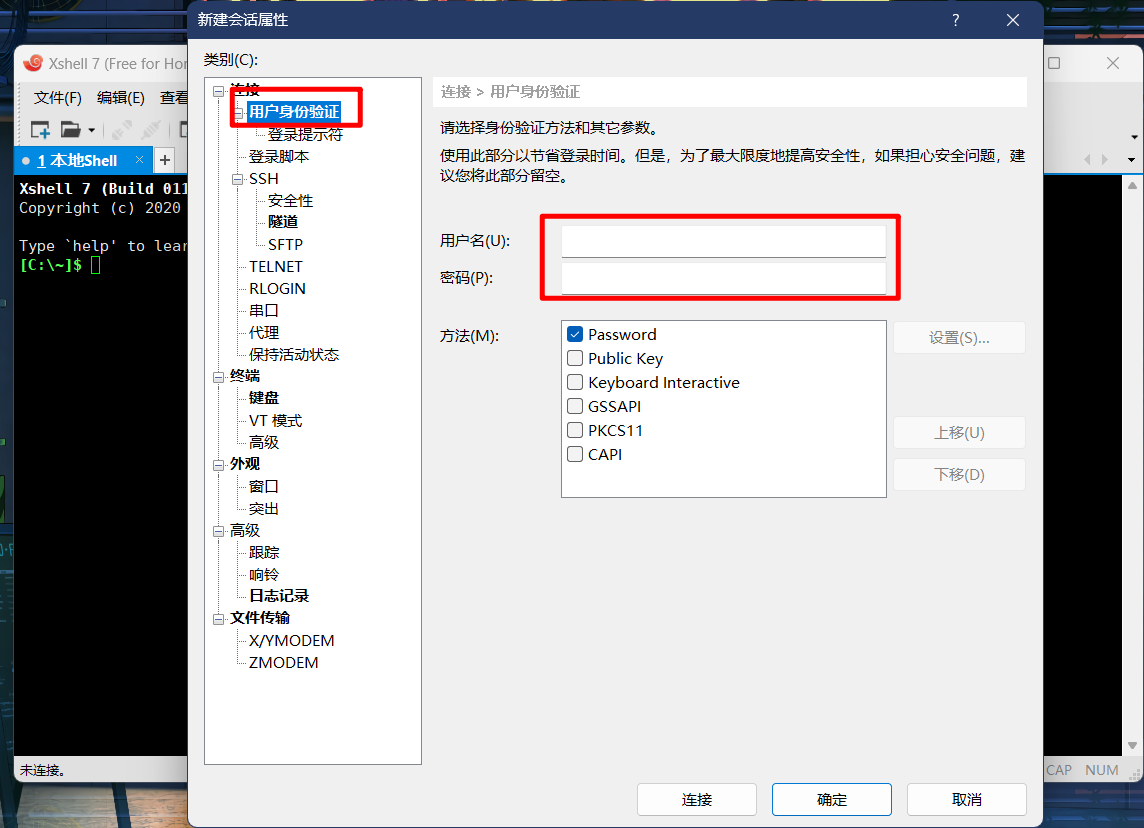 新建会话属性
?
类别(C):
Xshell 7 (Free for Hor
文件(F) 编辑(E) 查看
1 本地Shell
Xshell 7 (Build 011
Copyright (c) 2020
Type `help' to lear
[C:\~]$
未连接。
连接
用户身份验证
登录提示符
登录脚本
SSH
安全性
隧道
SFTP
TELNET
RLOGIN
串口
代理
保持活动状态
终端
键盘
VT 模式
高级
外观
窗口
突出
高级
跟踪
响铃
日志记录
文件传输
X/YMODEM
ZMODEM
连接 > 用户身份验证
请选择身份验证方法和其它参数。
使用此部分以节省登录时间。但是，为了最大限度地提高安全性，如果担心安全问题，建
议您将此部分留空。
用户名(U):
密码(P):
方法(M):
Password
Public Key
Keyboard Interactive
GSSAPI
PKCS11
CAPI
设置(S)...
上移(U)
下移(D)
连接 确定 取消
CAP NUM